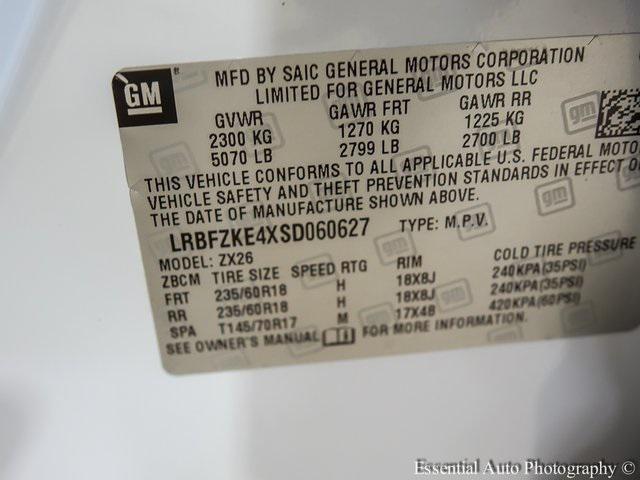 GM
MFD BY SAIC GENERAL MOTORS CORPORATION
LIMITED FOR GENERAL MOTORS LLC
GVWR GAWR FRT GAWR RR
2300 KG 1270 KG 1225 KG
5070 LB 2799 LB 2700 LB
THIS VEHICLE CONFORMS TO ALL APPLICABLE U.S. FEDERAL MOTO
VEHICLE SAFETY AND THEFT PREVENTION STANDARDS IN EFFECT O
THE DATE OF MANUFACTURE SHOWN ABOVE.
LRBFZKE4XSD060627 TYPE: M.P.V.
MODEL: ZX26
ZBCM TIRE SIZE SPEED RTG RIM COLD TIRE PRESSURE
FRT 235/60R18 H 18X8J 240KPA(35PSI)
RR 235/60R18 H 18X8J 240KPA(35PSI)
SPA T145/70R17 M 17X4B 420KPA(60PSI)
SEE OWNER'S MANUAL FOR MORE INFORMATION.
Essential Auto Photography ©